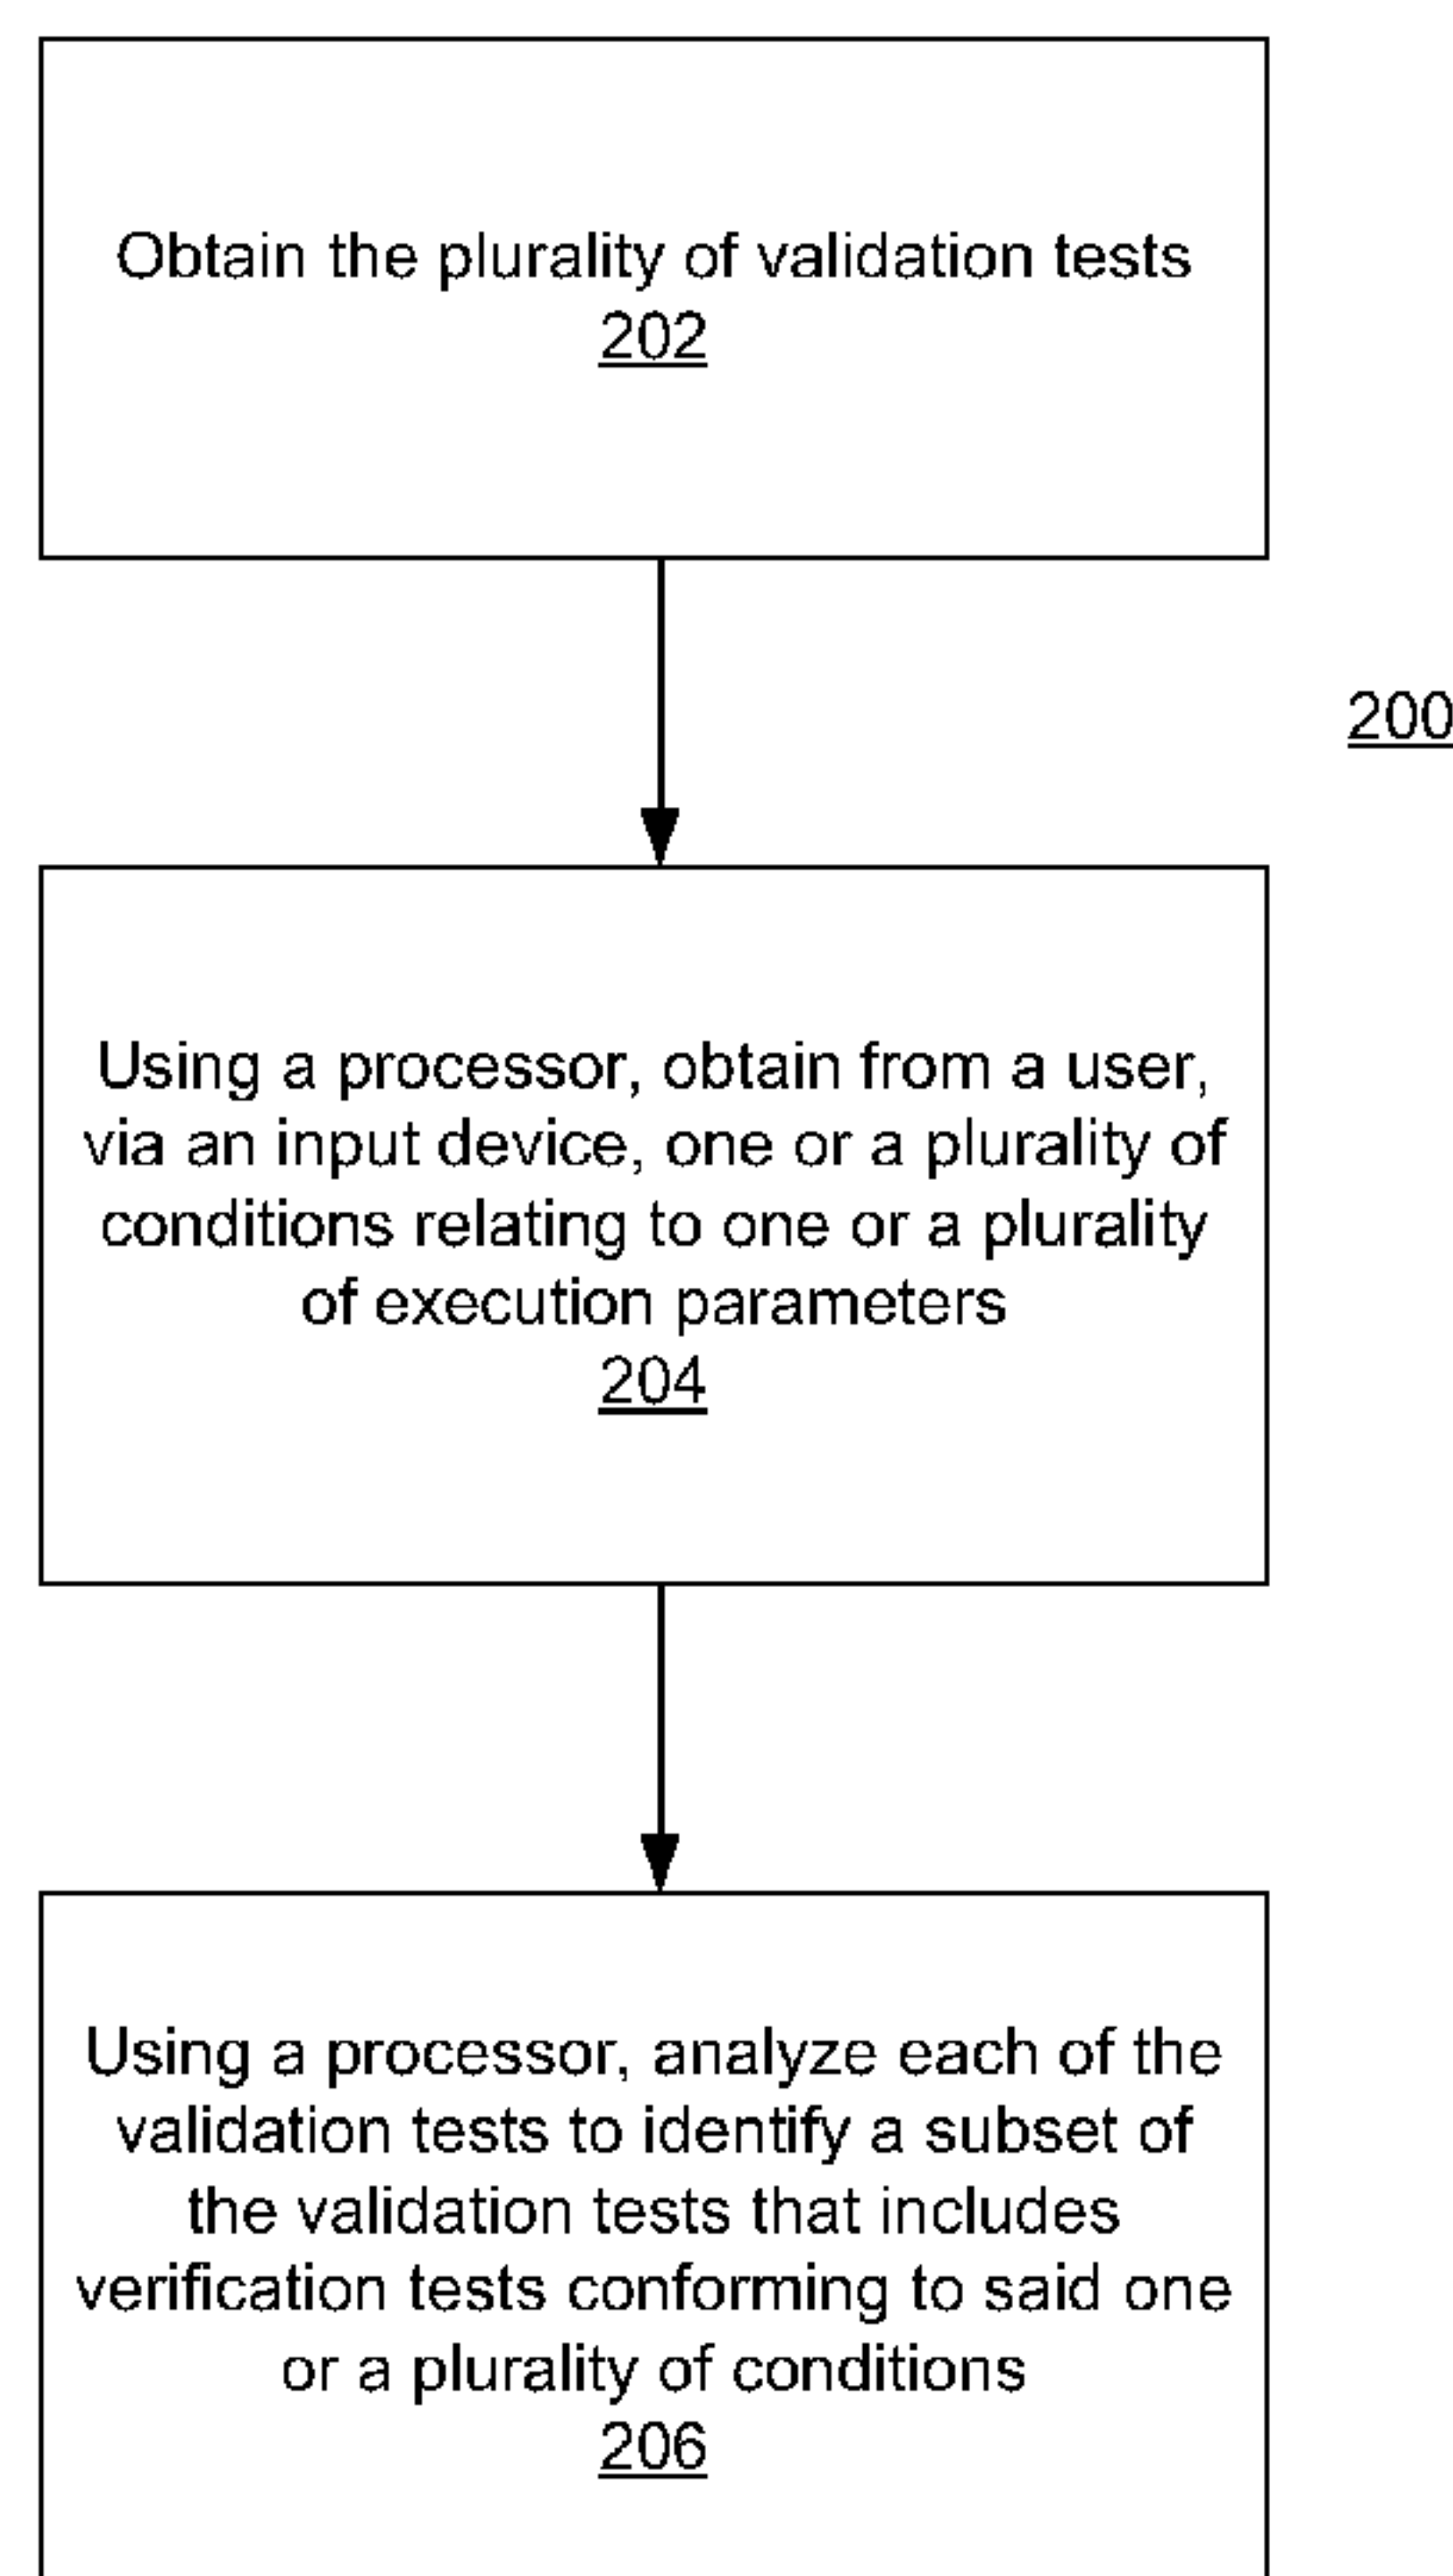 Obtain the plurality of validation tests
202
200
Using a processor, obtain from a user,
via an input device, one or a plurality of
conditions relating to one or a plurality
of execution parameters
204
Using a processor, analyze each of the
validation tests to identify a subset of
the validation tests that includes
verification tests conforming to said one
or a plurality of conditions
206